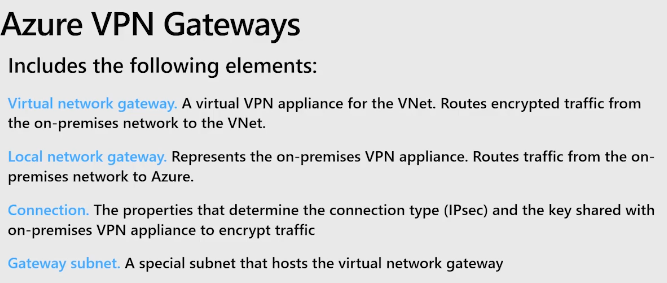 Azure VPN Gateways
Includes the following elements:
Virtual network gateway. A virtual VPN appliance for the VNet. Routes encrypted traffic from
the on-premises network to the VNet.
Local network gateway. Represents the on-premises VPN appliance. Routes traffic from the on-
premises network to Azure.
Connection. The properties that determine the connection type (IPsec) and the key shared with
on-premises VPN appliance to encrypt traffic
Gateway subnet. A special subnet that hosts the virtual network gateway